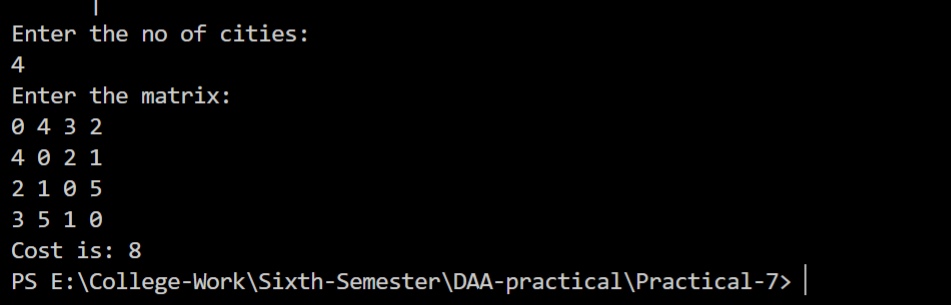 Enter the no of cities:
4
Enter the matrix:
0 4 3 2
4 0 2 1
2 1 0 5
3 5 1 0
Cost is: 8
PS E:\College-Work\Sixth-Semester\DAA-practical\Practical-7>